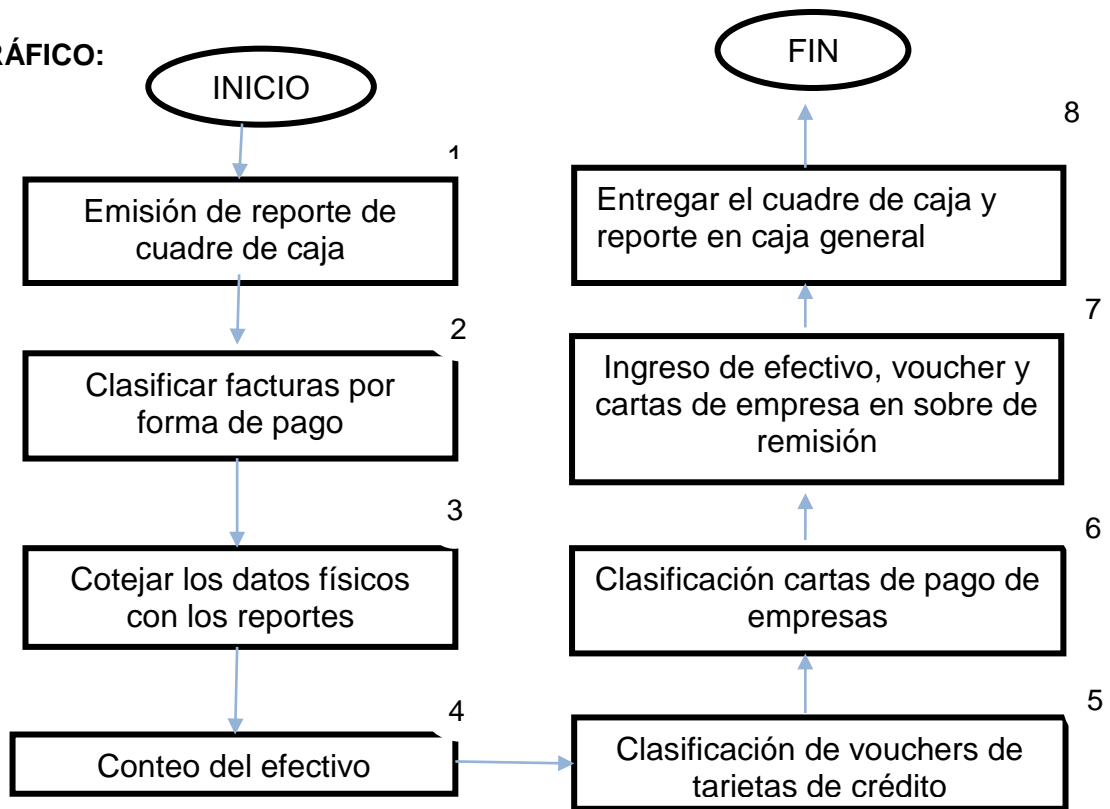 RÁFICO:
INICIO
1
Emisión de reporte de
cuadre de caja
2
Clasificar facturas por
forma de pago
3
Cotejar los datos físicos
con los reportes
4
Conteo del efectivo
5
Clasificación de vouchers de
tarjetas de crédito
6
Clasificación cartas de pago de
empresas
7
Ingreso de efectivo, voucher y
cartas de empresa en sobre de
remisión
8
Entregar el cuadre de caja y
reporte en caja general
FIN